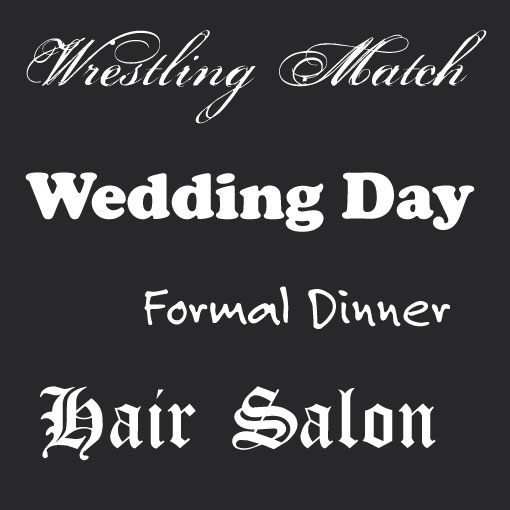 Wrestling Match
Wedding Day
Formal Dinner
Hair Salon